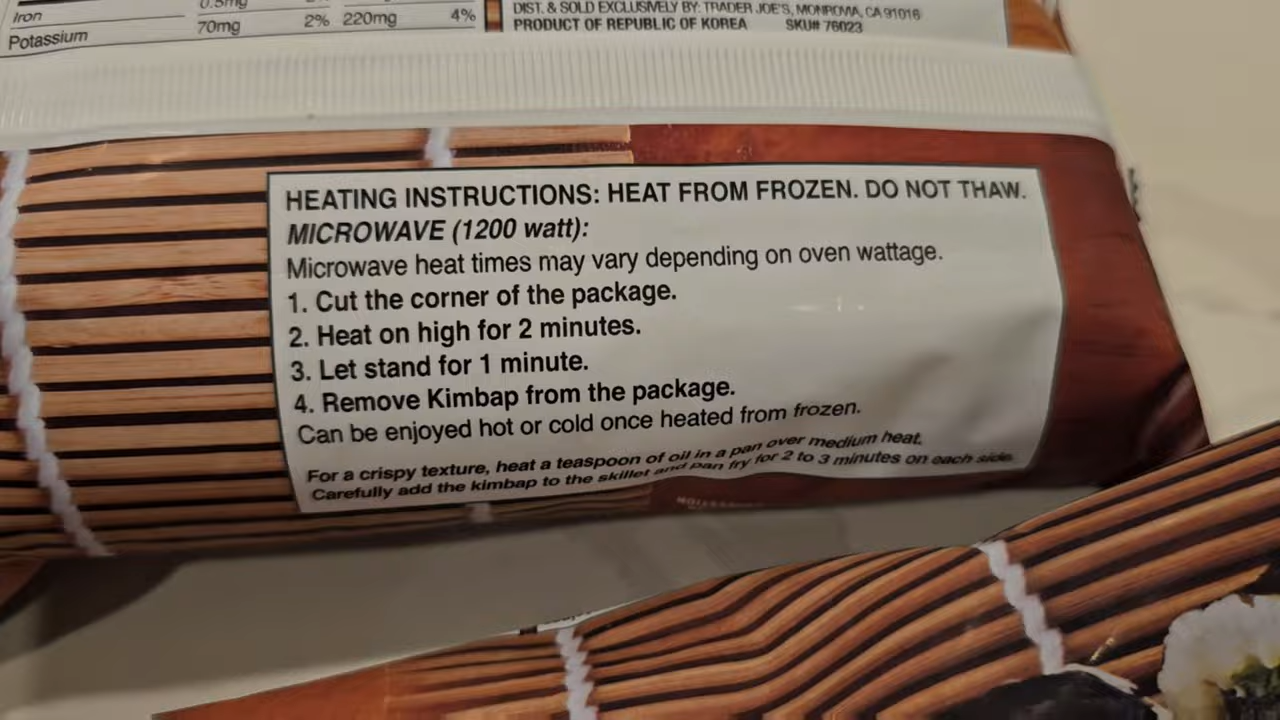 Iron 0.5mg
Potassium 70mg 2% 220mg 4%
DIST. & SOLD EXCLUSIVELY BY: TRADER JOE'S, MONROVIA, CA 91016
PRODUCT OF REPUBLIC OF KOREA SKU# 76023
HEATING INSTRUCTIONS: HEAT FROM FROZEN. DO NOT THAW.
MICROWAVE (1200 watt):
Microwave heat times may vary depending on oven wattage.
1. Cut the corner of the package.
2. Heat on high for 2 minutes.
3. Let stand for 1 minute.
4. Remove Kimbap from the package.
Can be enjoyed hot or cold once heated from frozen.
For a crispy texture, heat a teaspoon of oil in a pan over medium heat.
Carefully add the kimbap to the skillet and pan fry for 2 to 3 minutes on each side.